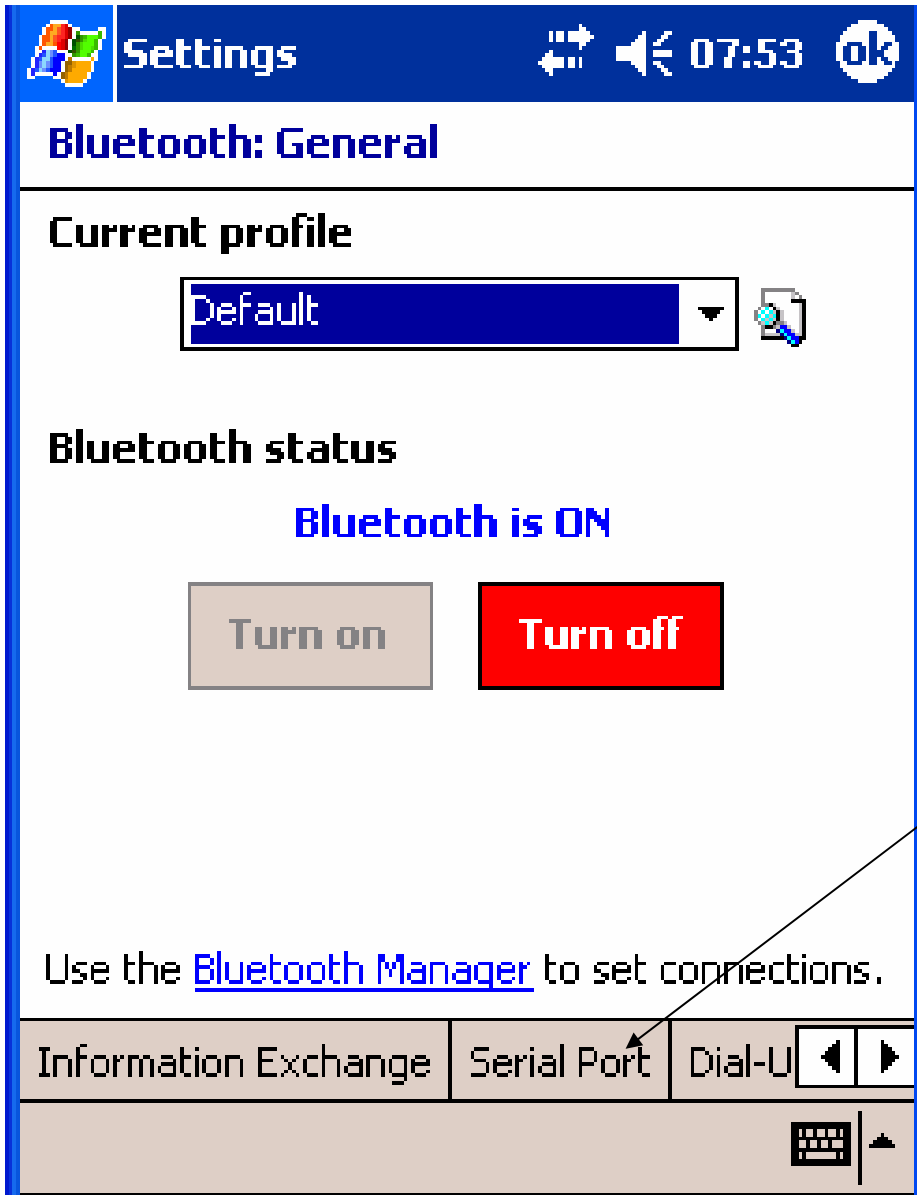 Settings 07:53 ok
Bluetooth: General
Current profile
Default
Bluetooth status
Bluetooth is ON
Turn on Turn off
Use the Bluetooth Manager to set connections.
Information Exchange Serial Port Dial-U